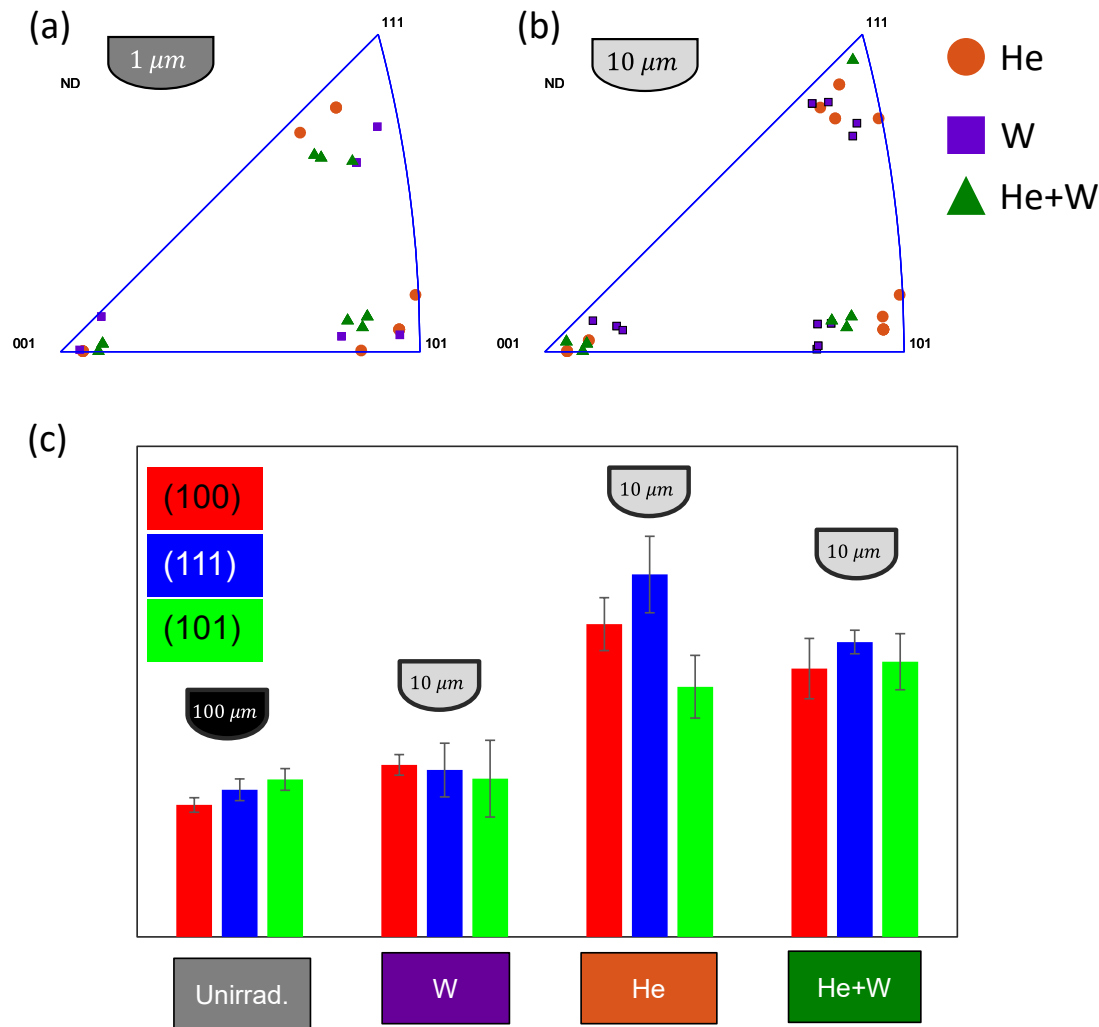 (a)
111
1 μm
ND
001
101
(b)
111
10 μm
ND
001
101
He
W
He+W
(c)
(100)
(111)
(101)
100 μm
10 μm
10 μm
10 μm
Unirrad.
W
He
He+W